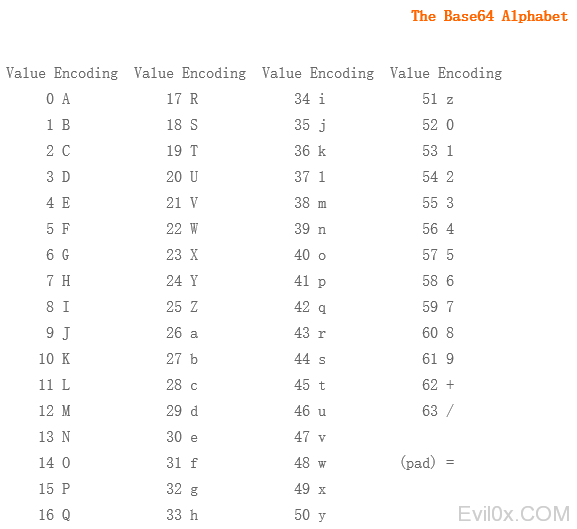 The Base64 Alphabet
Value Encoding Value Encoding Value Encoding Value Encoding
0 A 17 R 34 i 51 z
1 B 18 S 35 j 52 0
2 C 19 T 36 k 53 1
3 D 20 U 37 l 54 2
4 E 21 V 38 m 55 3
5 F 22 W 39 n 56 4
6 G 23 X 40 o 57 5
7 H 24 Y 41 p 58 6
8 I 25 Z 42 q 59 7
9 J 26 a 43 r 60 8
10 K 27 b 44 s 61 9
11 L 28 c 45 t 62 +
12 M 29 d 46 u 63 /
13 N 30 e 47 v
14 O 31 f 48 w (pad) =
15 P 32 g 49 x
16 Q 33 h 50 y
Evil0x.COM